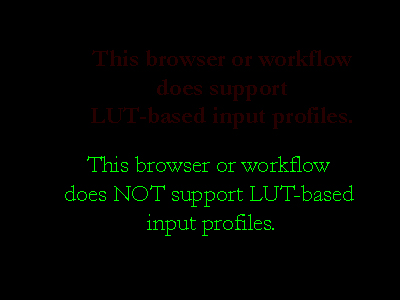 This browser or workflow
does support
LUT-based input profiles.
This browser or workflow
does NOT support LUT-based
input profiles.